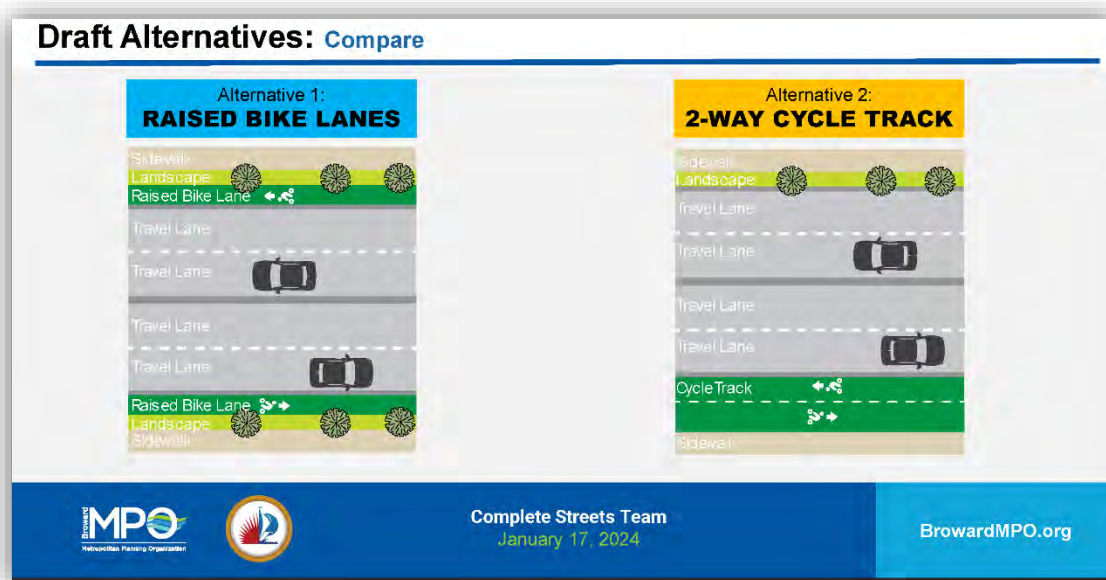 Draft Alternatives: Compare
Alternative 1:
RAISED BIKE LANES
Sidewalk
Landscape
Raised Bike Lane
Travel Lane
Travel Lane
Travel Lane
Travel Lane
Raised Bike Lane
Landscape
Sidewalk
Alternative 2:
2-WAY CYCLE TRACK
Sidewalk
Landscape
Travel Lane
Travel Lane
Travel Lane
Travel Lane
Cycle Track
Sidewalk
Broward
MPO
Metropolitan Planning Organization
Complete Streets Team
January 17, 2024
BrowardMPO.org